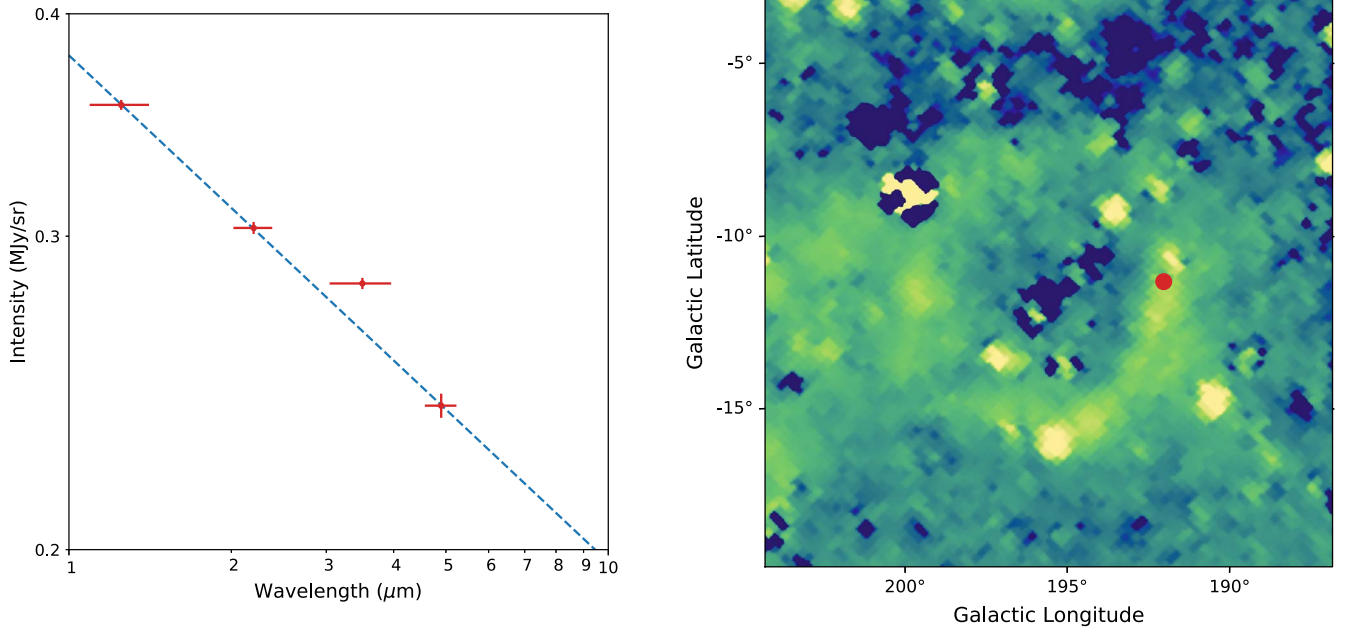 0.4
0.3
0.2
Intensity (MJy/sr)
1 2 3 4 5 6 7 8 9 10
Wavelength (μm)
-5°
-10°
-15°
Galactic Latitude
200° 195° 190°
Galactic Longitude